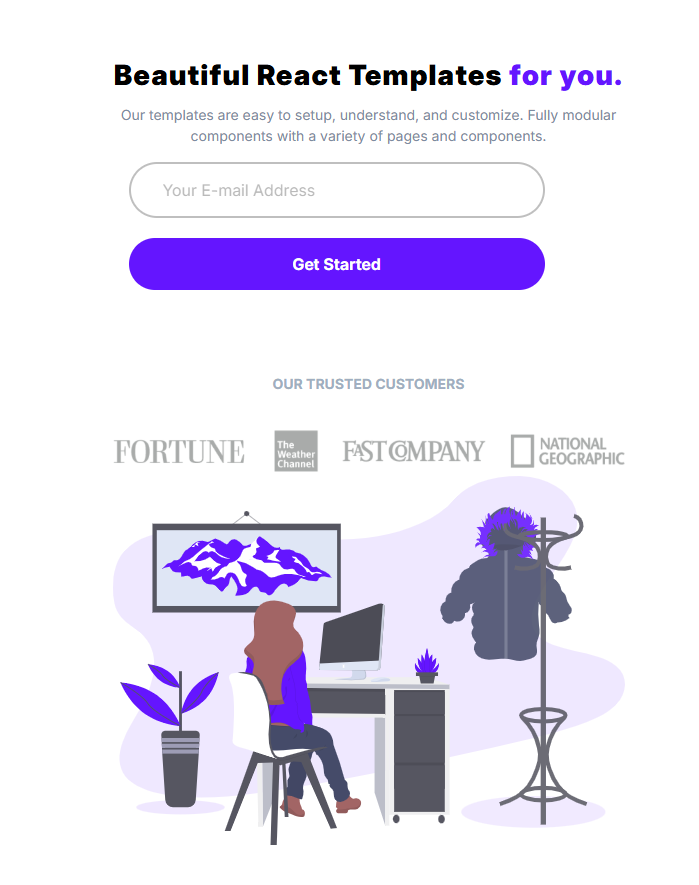 Beautiful React Templates for you.
Our templates are easy to setup, understand, and customize. Fully modular
components with a variety of pages and components.
Your E-mail Address
Get Started
OUR TRUSTED CUSTOMERS
FORTUNE
The
Weather
Channel
FAST COMPANY
NATIONAL
GEOGRAPHIC